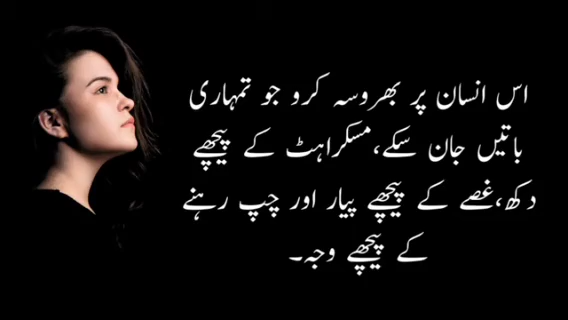 اس انسان پر بھروسہ کرو جو تمہاری
باتیں جان سکے،مسکراہٹ کے پیچھے
دکھ،غصے کے پیچھے پیار اور چپ رہنے
کے پیچھے وجہ۔